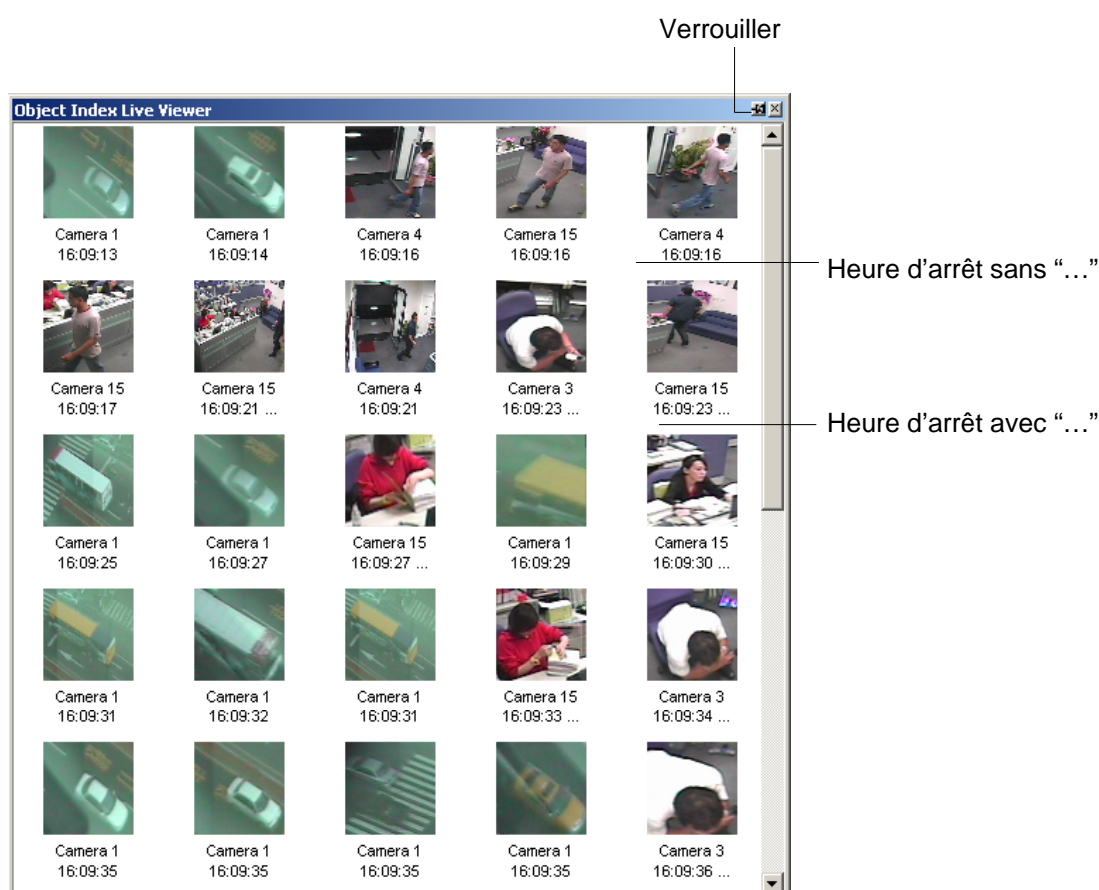 Verrouiller
Object Index Live Viewer
Camera 1 Camera 1 Camera 4 Camera 15 Camera 4
16:09:13 16:09:14 16:09:16 16:09:16 16:09:16
Heure d'arrêt sans “…”
Camera 15 Camera 15 Camera 4 Camera 3 Camera 15
16:09:17 16:09:21 ... 16:09:21 16:09:23 ... 16:09:23 ...
Heure d'arrêt avec “…”
Camera 1 Camera 1 Camera 15 Camera 1 Camera 15
16:09:25 16:09:27 16:09:27 ... 16:09:29 16:09:30 ...
Camera 1 Camera 1 Camera 1 Camera 15 Camera 3
16:09:31 16:09:32 16:09:31 16:09:33 ... 16:09:34 ...
Camera 1 Camera 1 Camera 1 Camera 1 Camera 3
16:09:35 16:09:35 16:09:35 16:09:35 16:09:36 ...